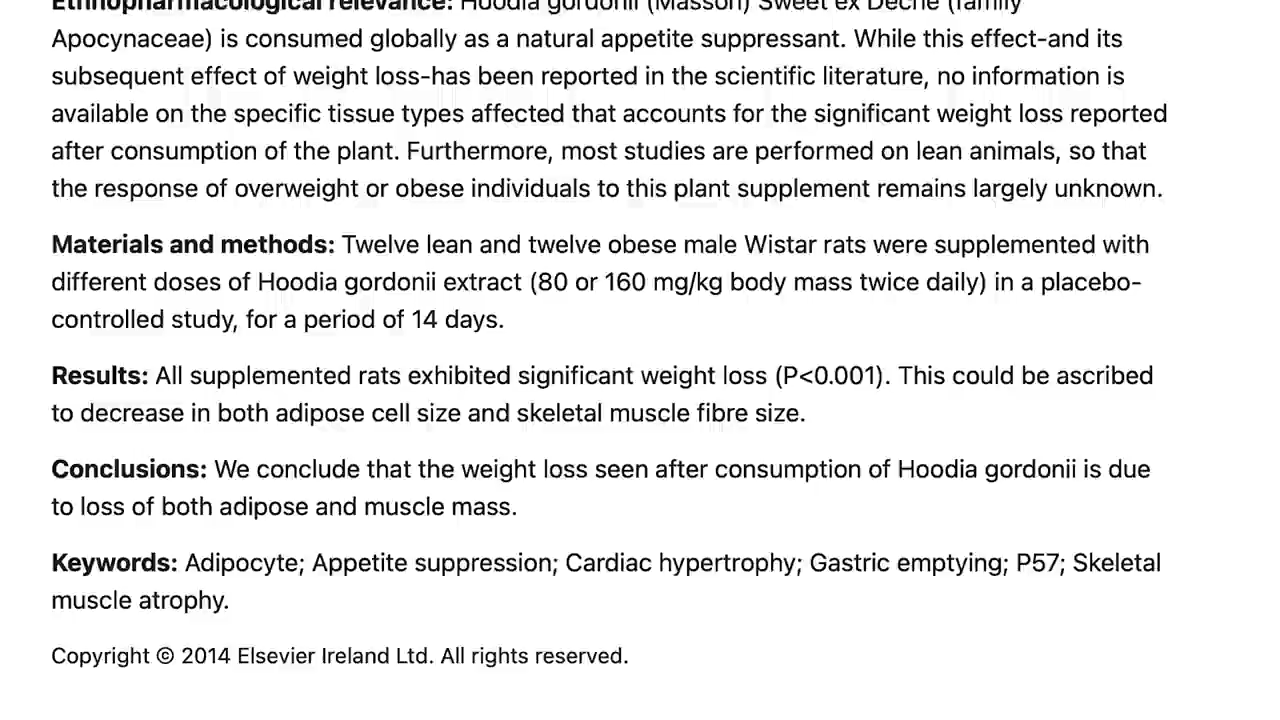 Ethnopharmacological relevance: Hoodia gordonii (Masson) Sweet ex Decne (family
Apocynaceae) is consumed globally as a natural appetite suppressant. While this effect-and its
subsequent effect of weight loss-has been reported in the scientific literature, no information is
available on the specific tissue types affected that accounts for the significant weight loss reported
after consumption of the plant. Furthermore, most studies are performed on lean animals, so that
the response of overweight or obese individuals to this plant supplement remains largely unknown.
Materials and methods: Twelve lean and twelve obese male Wistar rats were supplemented with
different doses of Hoodia gordonii extract (80 or 160 mg/kg body mass twice daily) in a placebo-
controlled study, for a period of 14 days.
Results: All supplemented rats exhibited significant weight loss (P<0.001). This could be ascribed
to decrease in both adipose cell size and skeletal muscle fibre size.
Conclusions: We conclude that the weight loss seen after consumption of Hoodia gordonii is due
to loss of both adipose and muscle mass.
Keywords: Adipocyte; Appetite suppression; Cardiac hypertrophy; Gastric emptying; P57; Skeletal
muscle atrophy.
Copyright © 2014 Elsevier Ireland Ltd. All rights reserved.